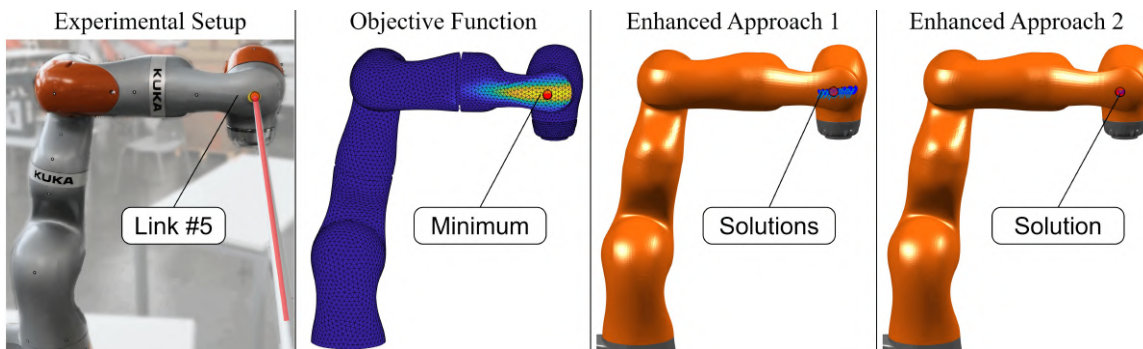 Experimental Setup
Objective Function
Enhanced Approach 1
Enhanced Approach 2
KUKA
KUKA
Link #5
Minimum
Solutions
Solution